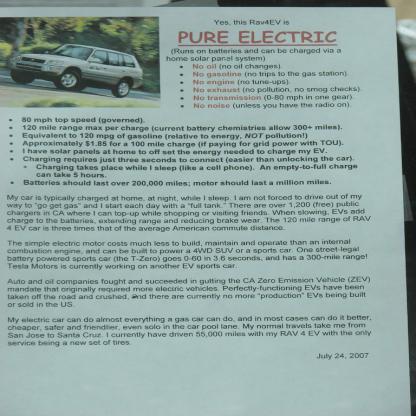 Yes, this Rav4EV is
PURE ELECTRIC
(Runs on batteries and can be charged via a
home solar panel system)
• No oil (no oil changes).
• No gasoline (no trips to the gas station).
• No engine (no tune-ups).
• No exhaust (no pollution, no smog checks).
• No transmission (0-80 mph in one gear).
• No noise (unless you have the radio on).
• 80 mph top speed (governed).
• 120 mile range max per charge (current battery chemistries allow 300+ miles).
• Equivalent to 120 mpg of gasoline (relative to energy, NOT pollution!)
• Approximately $1.85 for a 100 mile charge (if paying for grid power with TOU).
• I have solar panels at home to off set the energy needed to charge my EV.
• Charging requires just three seconds to connect (easier than unlocking the car).
• Charging takes place while I sleep (like a cell phone). An empty-to-full charge
can take 5 hours.
• Batteries should last over 200,000 miles; motor should last a million miles.
My car is typically charged at home, at night, while I sleep. I am not forced to drive out of my
way to "go get gas" and I start each day with a "full tank." There are over 1,200 (free) public
chargers in CA where I can top up while shopping or visiting friends. When slowing, EVs add
charge to the batteries, extending range and reducing brake wear. The 120 mile range of RAV
4 EV car is three times that of the average American commute distance.
The simple electric motor costs much less to build, maintain and operate than an internal
combustion engine, and can be built to power a 4WD SUV or a sports car. One street-legal
battery powered sports car (the T-Zero) goes 0-60 in 3.6 seconds, and has a 300-mile range!
Tesla Motors is currently working on another EV sports car.
Auto and oil companies fought and succeeded in gutting the CA Zero Emission Vehicle (ZEV)
mandate that originally required more electric vehicles. Perfectly-functioning EVs have been
taken off the road and crushed, and there are currently no more "production" EVs being built
or sold in the US.
My electric car can do almost everything a gas car can do, and in most cases can do it better,
cheaper, safer and friendlier, even solo in the car pool lane. My normal travels take me from
San Jose to Santa Cruz. I currently have driven 55,000 miles with my RAV 4 EV with the only
service being a new set of tires.
July 24, 2007